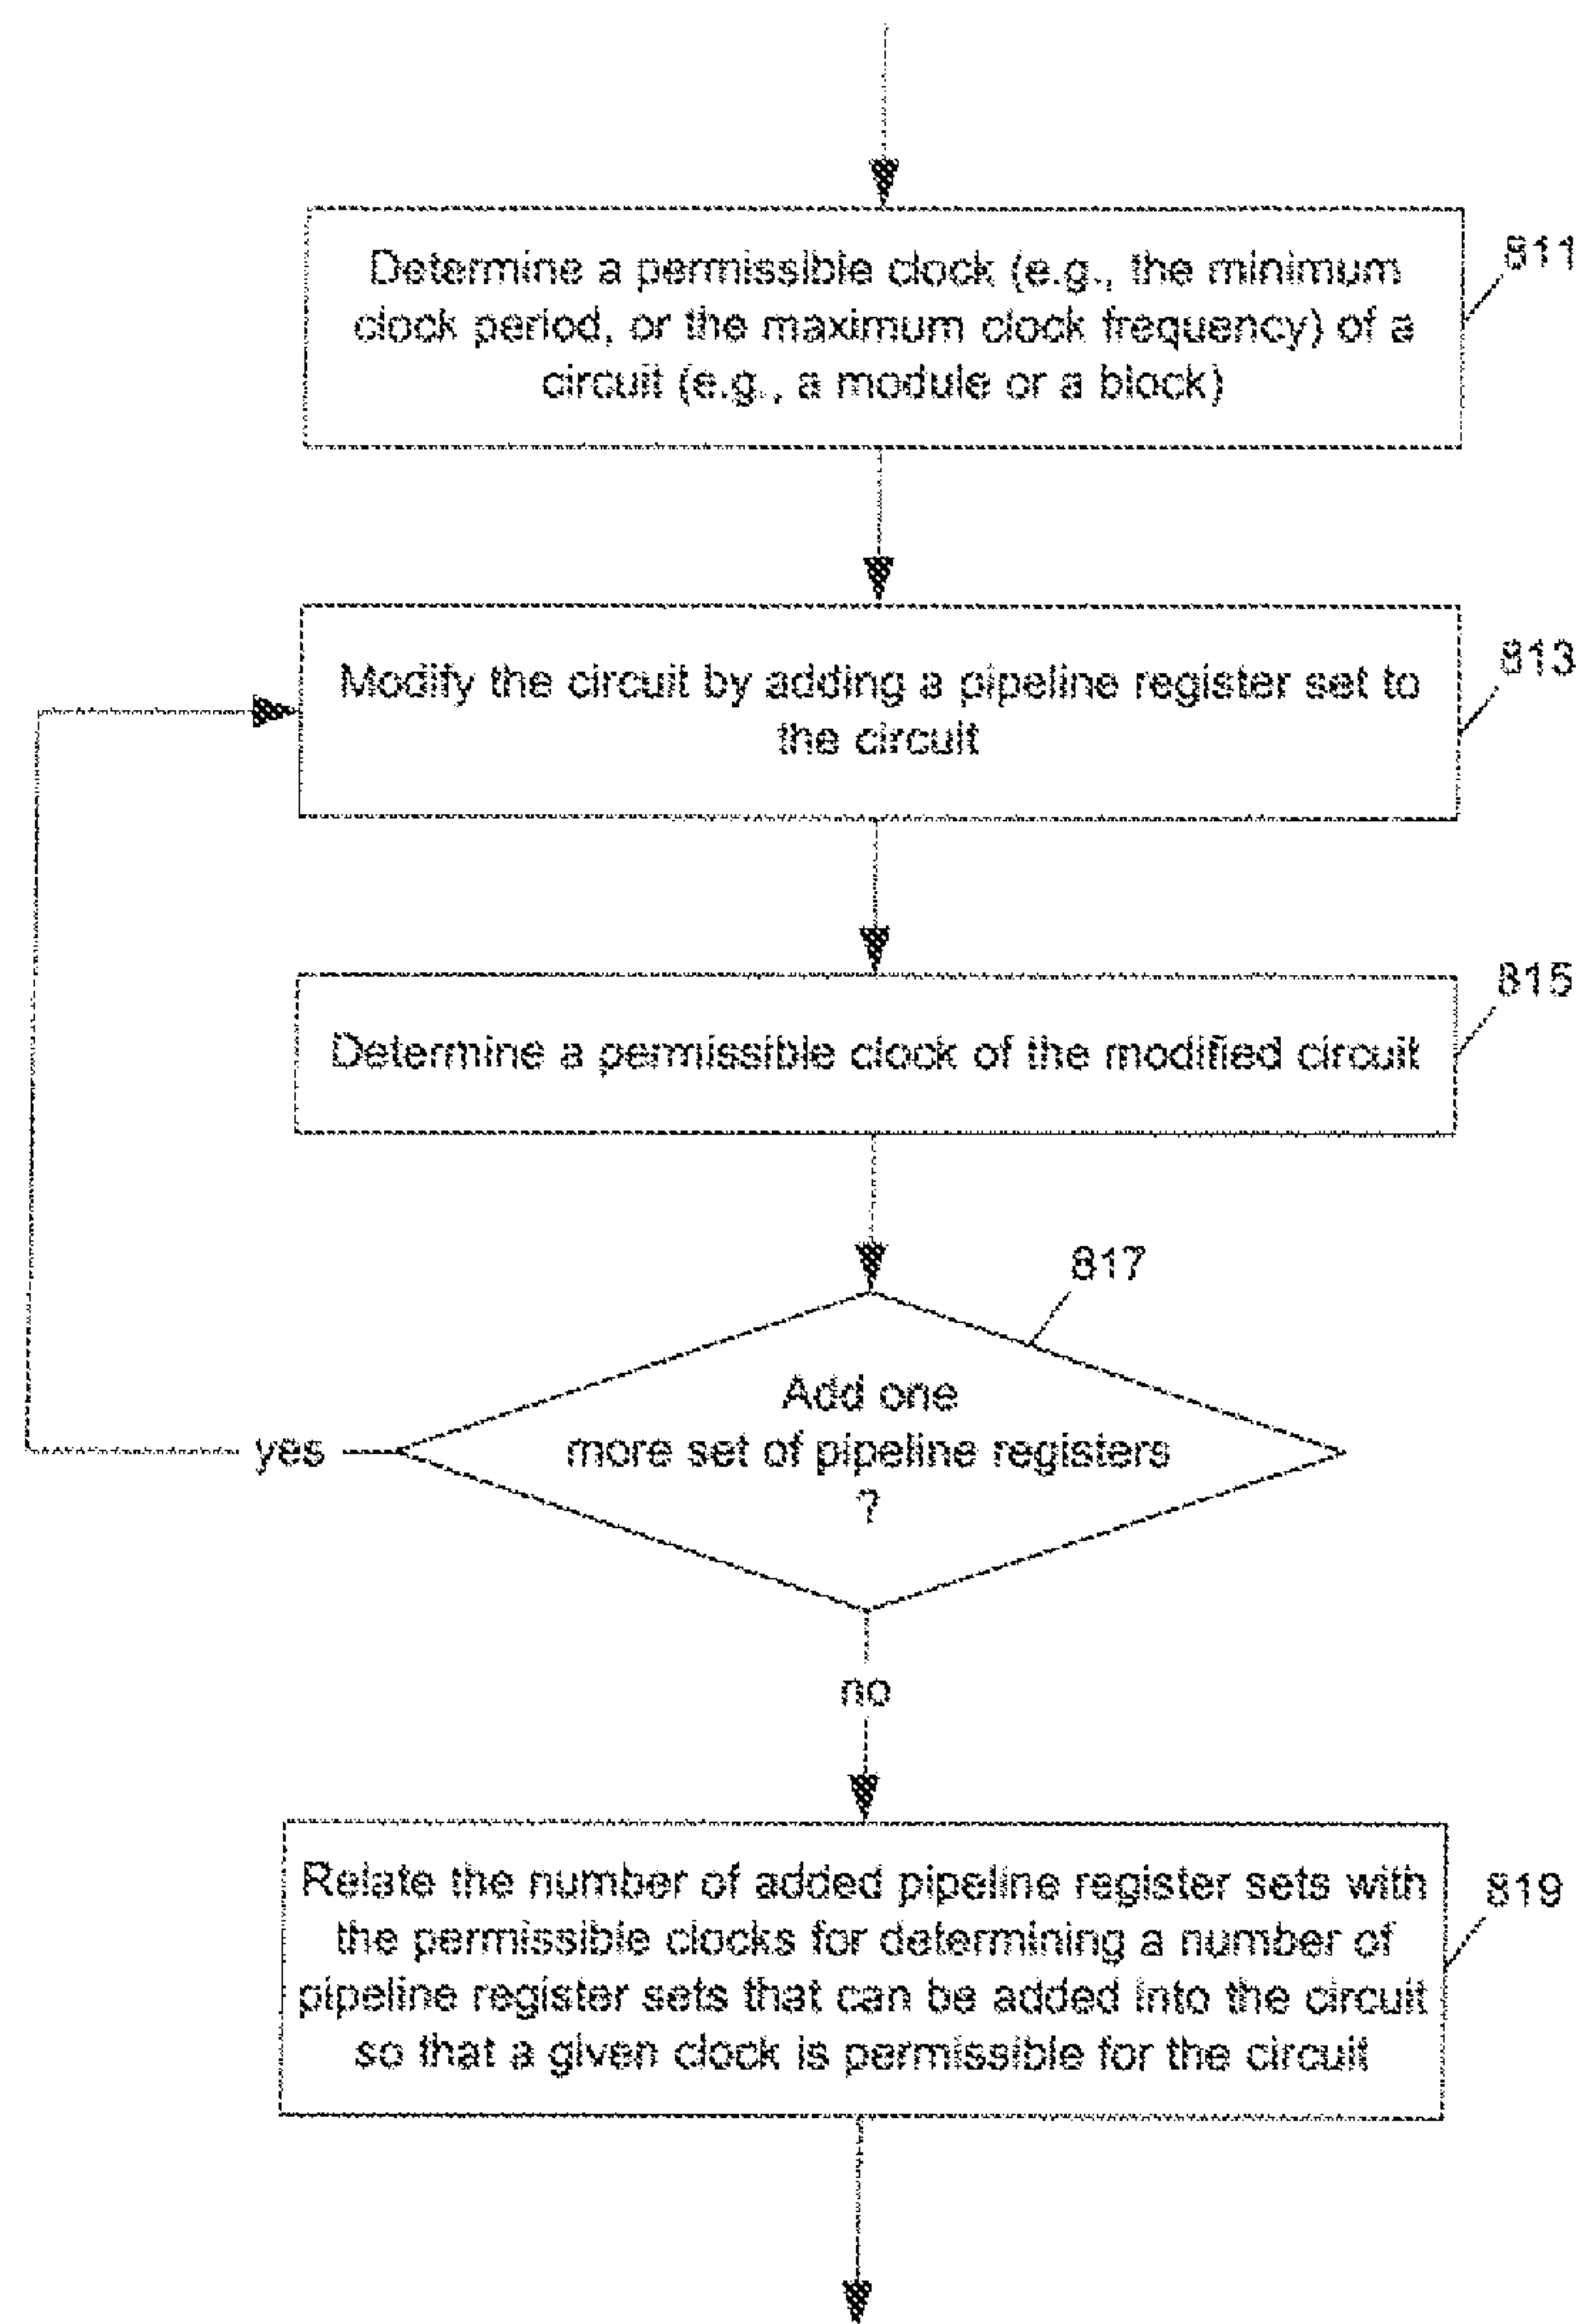 Determine a permissible clock (e.g., the minimum
clock period, or the maximum clock frequency) of a
circuit (e.g., a module or a block)
811
Modify the circuit by adding a pipeline register set to
the circuit
813
Determine a permissible clock of the modified circuit
815
817
Add one
more set of pipeline registers
?
yes
no
Relate the number of added pipeline register sets with
the permissible clocks for determining a number of
pipeline register sets that can be added into the circuit
so that a given clock is permissible for the circuit
819